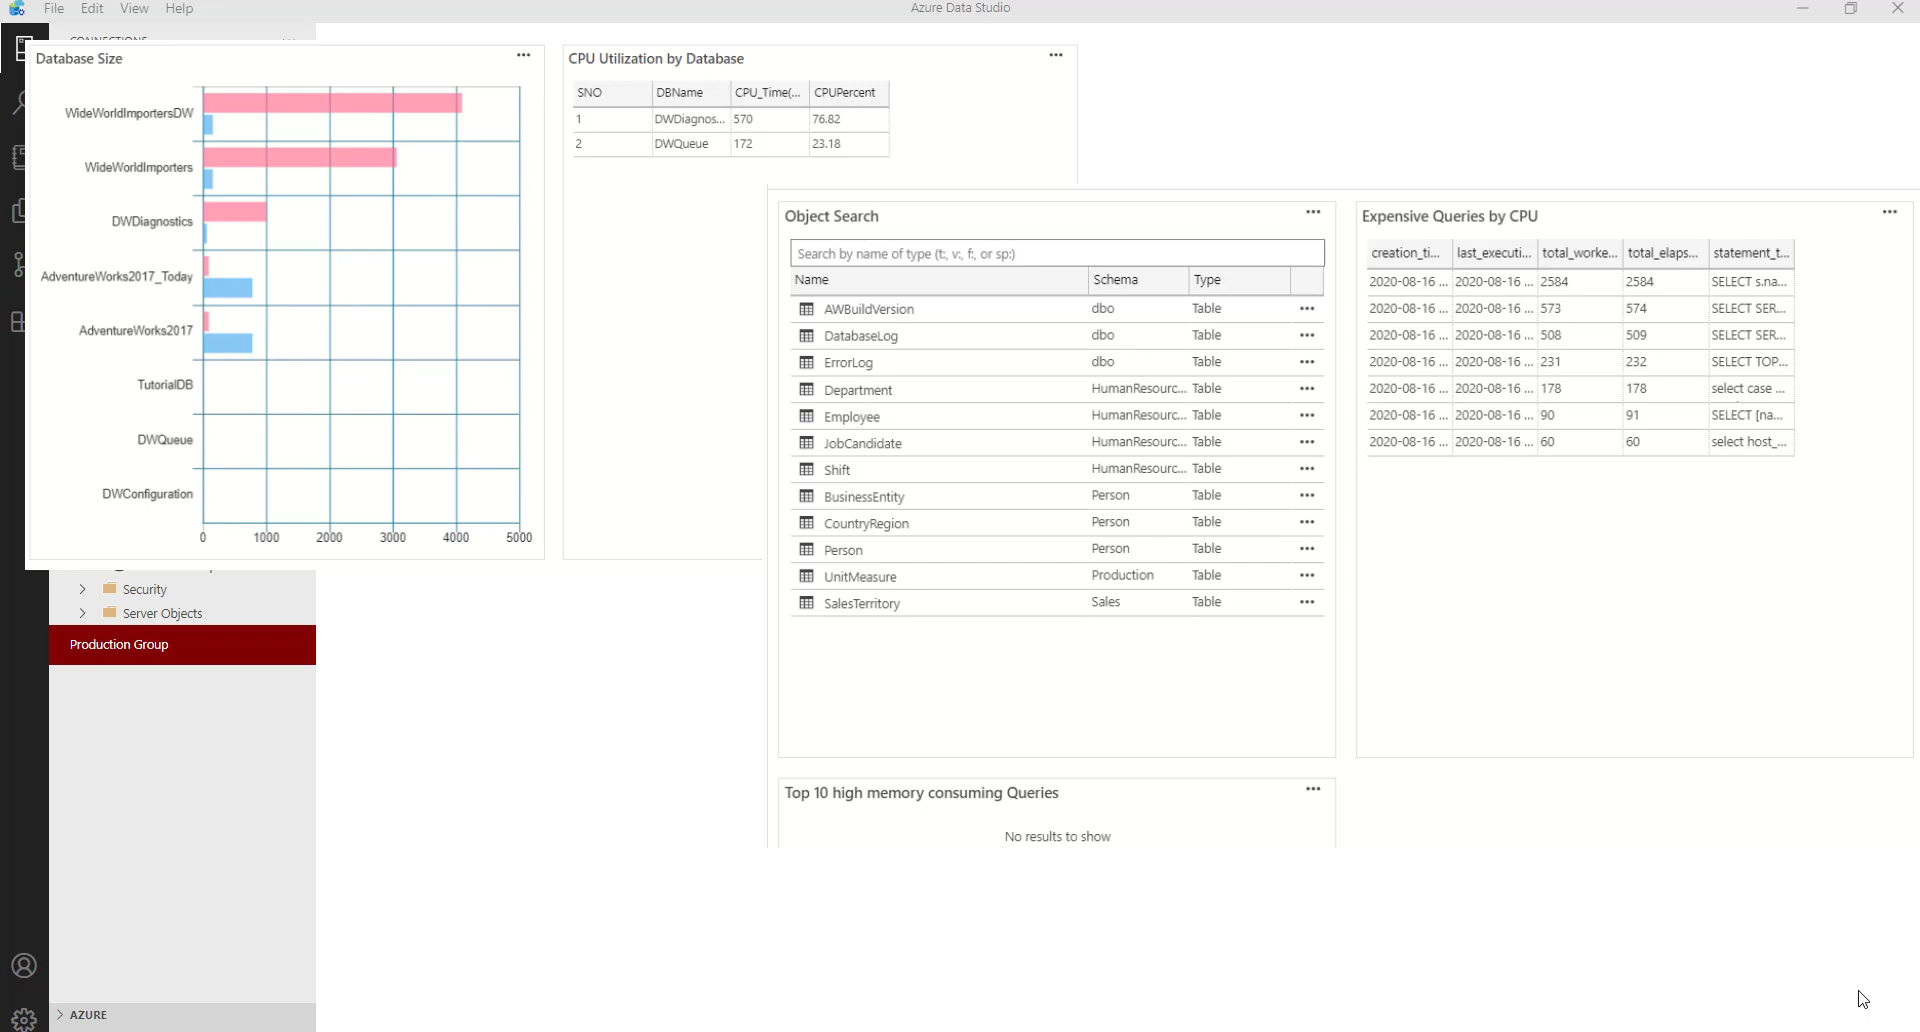 File Edit View Help
Azure Data Studio
CONNECTIONS
Database Size
WideWorldImportersDW
WideWorldImporters
DWDiagnostics
AdventureWorks2017_Today
AdventureWorks2017
TutorialDB
DWQueue
DWConfiguration
0 1000 2000 3000 4000 5000
CPU Utilization by Database
SNO DBName CPU_Time(... CPUPercent
1 DWDiagnos... 570 76.82
2 DWQueue 172 23.18
Object Search
Search by name of type (t:, v:, f:, or sp:)
Name Schema Type
AWBuildVersion dbo Table
DatabaseLog dbo Table
ErrorLog dbo Table
Department HumanResourc... Table
Employee HumanResourc... Table
JobCandidate HumanResourc... Table
Shift HumanResourc... Table
BusinessEntity Person Table
CountryRegion Person Table
Person Person Table
UnitMeasure Production Table
SalesTerritory Sales Table
Expensive Queries by CPU
creation_ti... last_executi... total_worke... total_elaps... statement_t...
2020-08-16 ... 2020-08-16 ... 2584 2584 SELECT s.na...
2020-08-16 ... 2020-08-16 ... 573 574 SELECT SER...
2020-08-16 ... 2020-08-16 ... 508 509 SELECT SER...
2020-08-16 ... 2020-08-16 ... 231 232 SELECT TOP...
2020-08-16 ... 2020-08-16 ... 178 178 select case ...
2020-08-16 ... 2020-08-16 ... 90 91 SELECT [na...
2020-08-16 ... 2020-08-16 ... 60 60 select host_...
Top 10 high memory consuming Queries
No results to show
Security
Server Objects
Production Group
AZURE